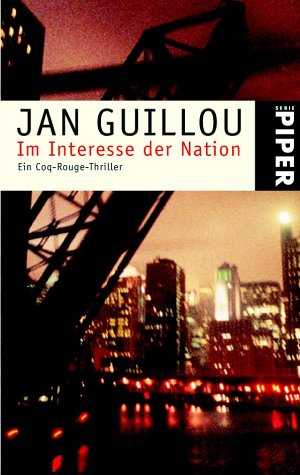 JAN GUILLOU
Im Interesse der Nation
Ein Coq-Rouge-Thriller
SERIE
PIPER